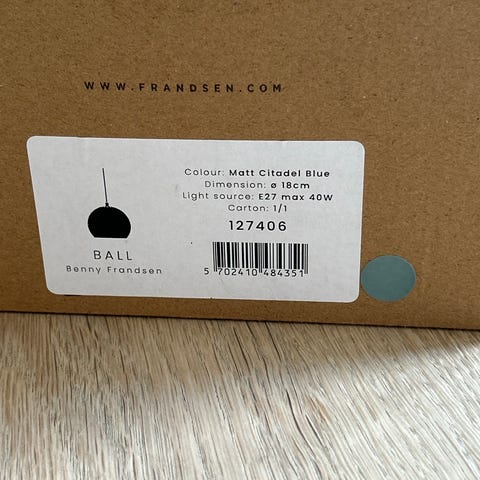 WWW.FRANDSEN.COM
Colour: Matt Citadel Blue
Dimension: ø 18cm
Light source: E27 max 40W
Carton: 1/1
127406
BALL
Benny Frandsen
5 702410 484351